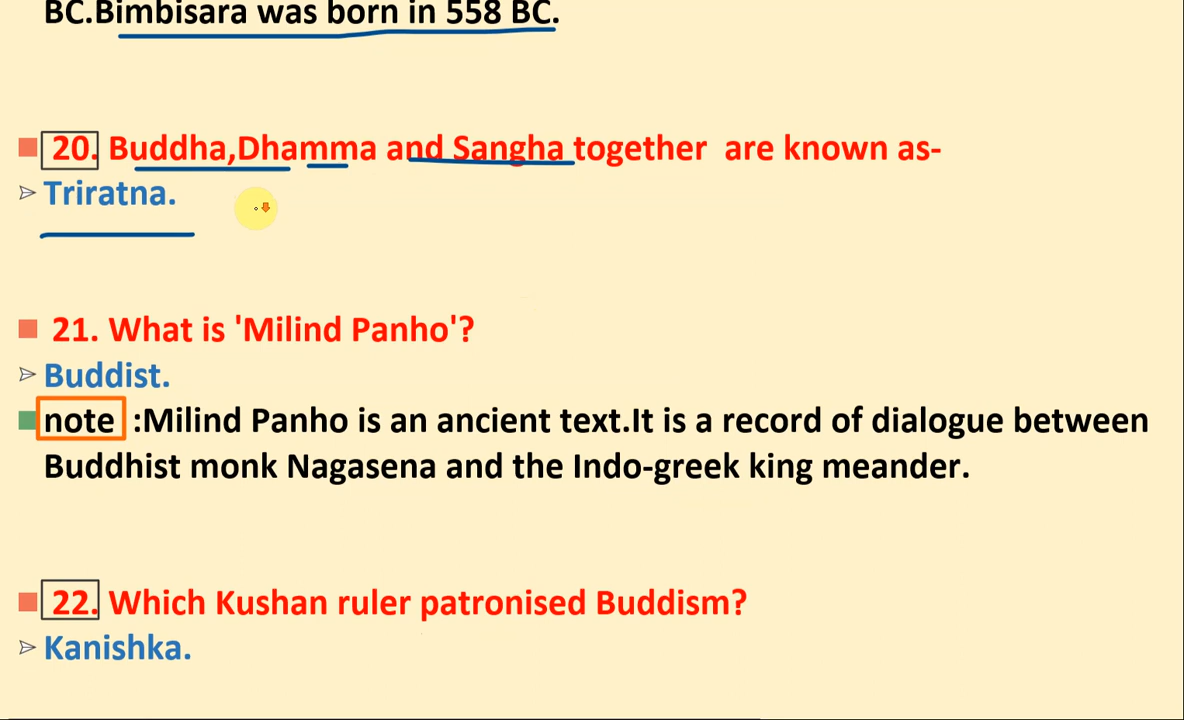 BC.Bimbisara was born in 558 BC.
20. Buddha,Dhamma and Sangha together are known as-
Triratna.
21. What is 'Milind Panho'?
Buddist.
note :Milind Panho is an ancient text.It is a record of dialogue between
Buddhist monk Nagasena and the Indo-greek king meander.
22. Which Kushan ruler patronised Buddism?
Kanishka.